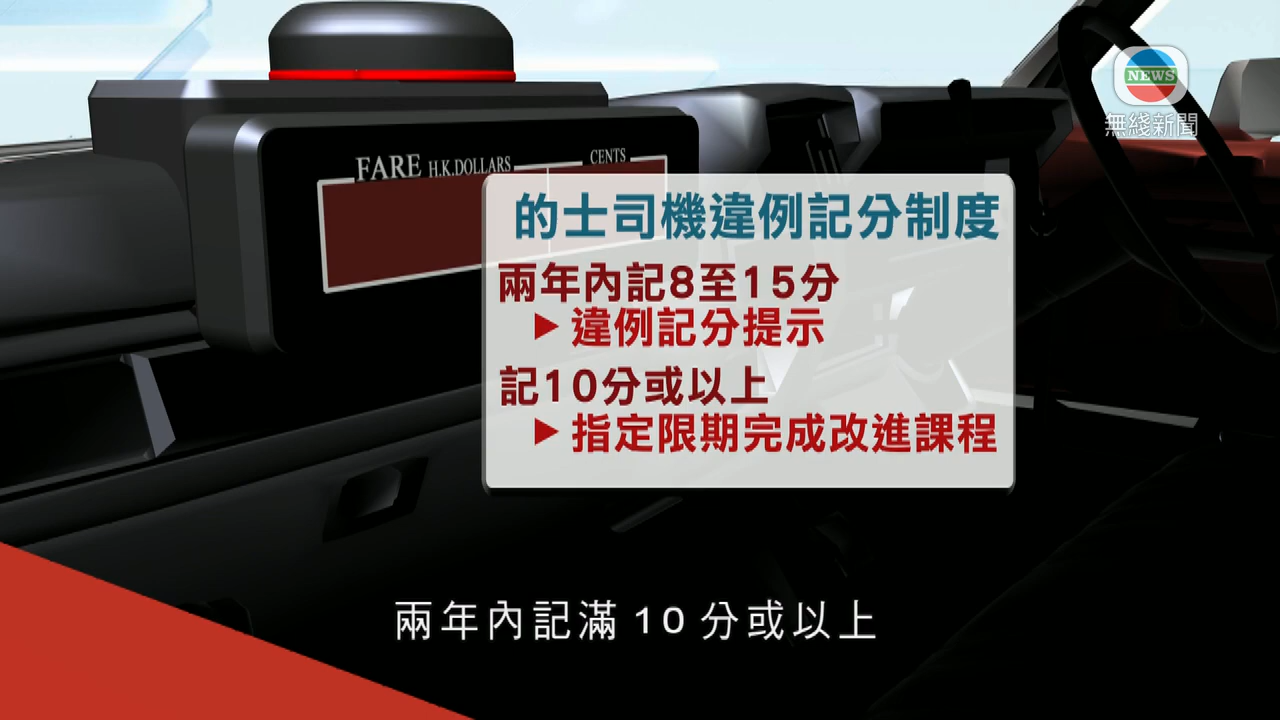 NEWS
無綫新聞
FARE H.K.DOLLARS CENTS
的士司機違例記分制度
兩年內記8至15分
▶ 違例記分提示
記10分或以上
▶ 指定限期完成改進課程
兩年內記滿10分或以上